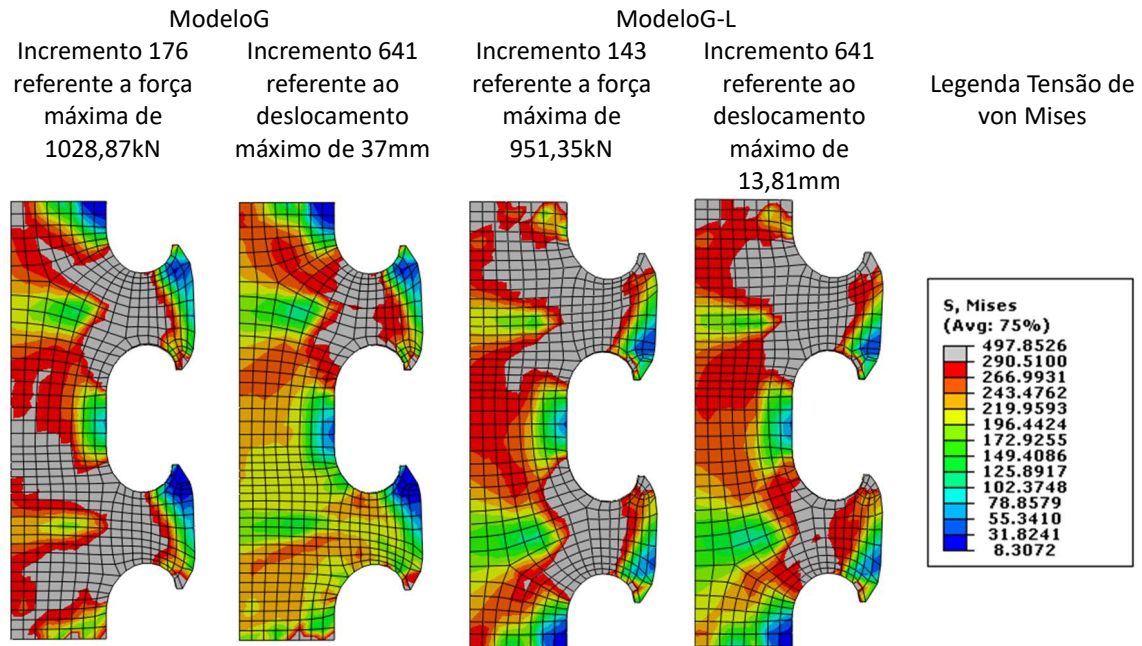 ModeloG
Incremento 176
referente a força
máxima de
1028,87kN
Incremento 641
referente ao
deslocamento
máximo de 37mm
ModeloG-L
Incremento 143
referente a força
máxima de
951,35kN
Incremento 641
referente ao
deslocamento
máximo de
13,81mm
Legenda Tensão de
von Mises
S, Mises
(Avg: 75%)
497.8526
290.5100
266.9931
243.4762
219.9593
196.4424
172.9255
149.4086
125.8917
102.3748
78.8579
55.3410
31.8241
8.3072